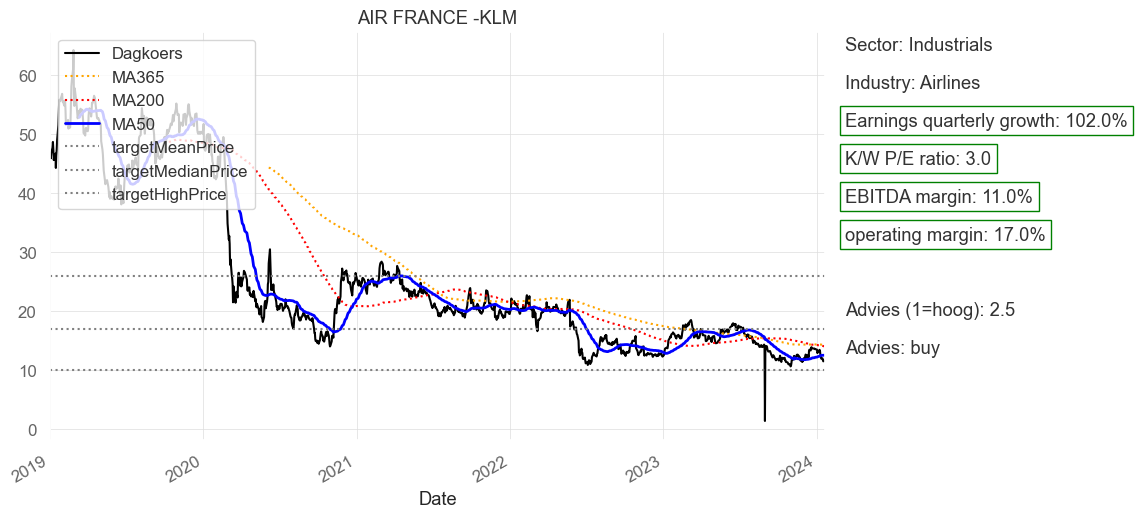 AIR FRANCE -KLM
Dagkoers
MA365
MA200
MA50
targetMeanPrice
targetMedianPrice
targetHighPrice
60
50
40
30
20
10
0
2019
2020
2021
2022
2023
2024
Date
Sector: Industrials
Industry: Airlines
Earnings quarterly growth: 102.0%
K/W P/E ratio: 3.0
EBITDA margin: 11.0%
operating margin: 17.0%
Advies (1=hoog): 2.5
Advies: buy